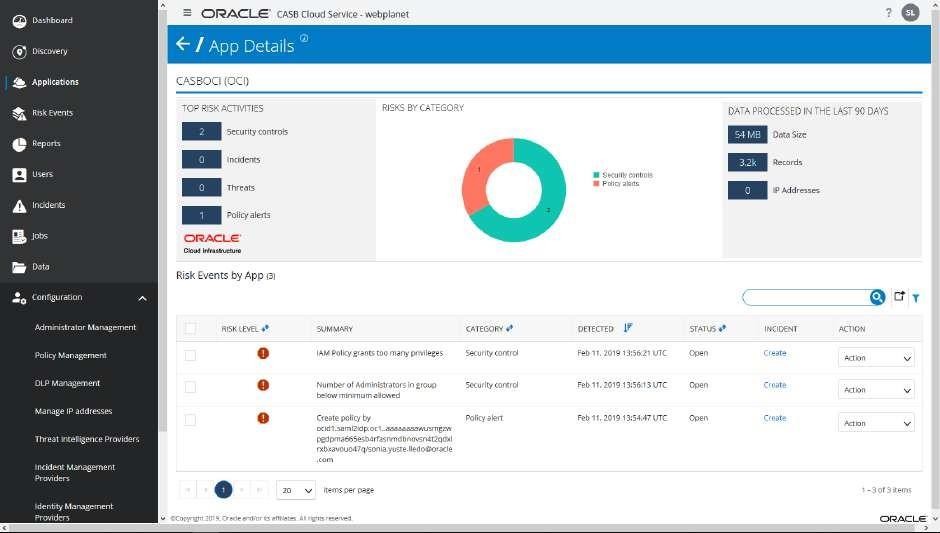 Dashboard
Discovery
Applications
Risk Events
Reports
Users
Incidents
Jobs
Data
Configuration
Administrator Management
Policy Management
DLP Management
Manage IP addresses
Threat Intelligence Providers
Incident Management
Providers
Identity Management
Providers
ORACLE CASB Cloud Service - webplanet
? SL
/ App Details
CASBOCI (OCI)
TOP RISK ACTIVITIES
2 Security controls
0 Incidents
0 Threats
1 Policy alerts
ORACLE
Cloud Infrastructure
RISKS BY CATEGORY
1
2
Security controls
Policy alerts
DATA PROCESSED IN THE LAST 90 DAYS
54 MB Data Size
3.2k Records
0 IP Addresses
Risk Events by App (3)
RISK LEVEL SUMMARY CATEGORY DETECTED STATUS INCIDENT ACTION
IAM Policy grants too many privileges Security control Feb 11, 2019 13:56:21 UTC Open Create Action
Number of Administrators in group Security control Feb 11, 2019 13:56:13 UTC Open Create Action
below minimum allowed
Create policy by Policy alert Feb 11, 2019 13:54:47 UTC Open Create Action
.com
1 20 items per page 1 - 3 of 3 items
©Copyright 2019, Oracle and/or its affiliates. All rights reserved. ORACLE